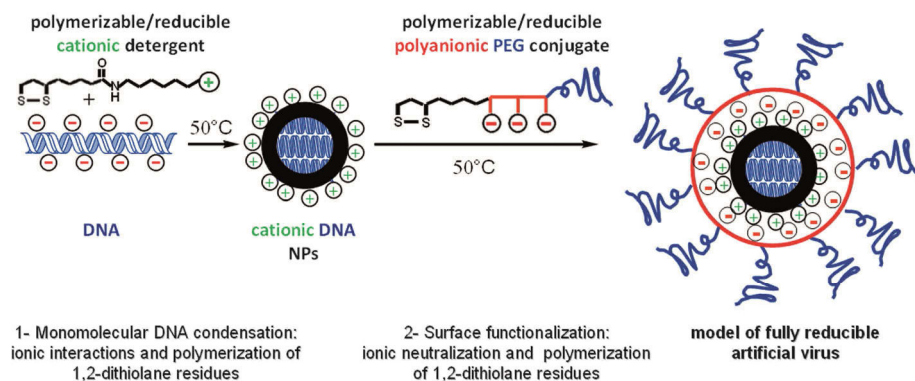 polymerizable/reducible
cationic detergent
O
N
H
S-S
+
+
50°C
DNA
cationic DNA
NPs
polymerizable/reducible
polyanionic PEG conjugate
S
S
50°C
1- Monomolecular DNA condensation:
ionic interactions and polymerization of
1,2-dithiolane residues
2- Surface functionalization:
ionic neutralization and polymerization
of 1,2-dithiolane residues
model of fully reducible
artificial virus